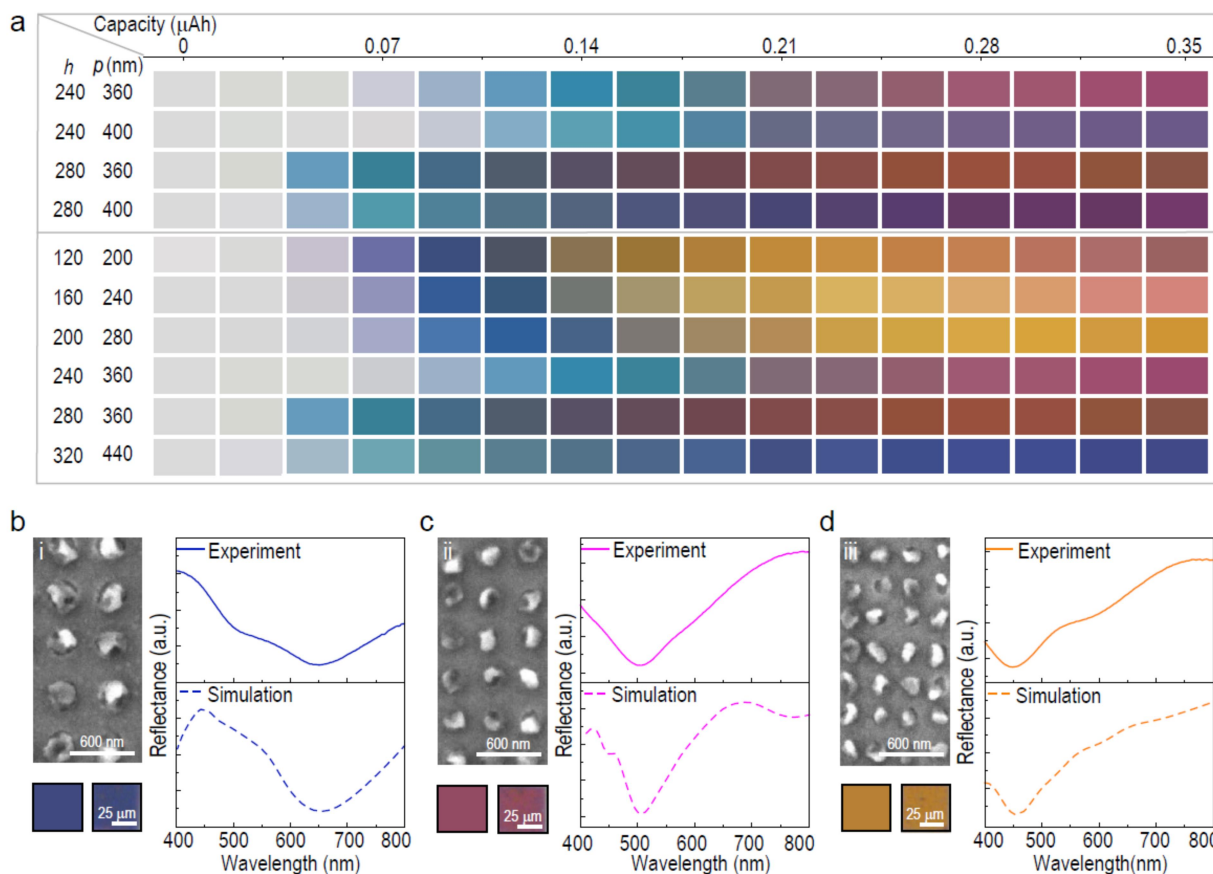 a
Capacity (μAh)
0 0.07 0.14 0.21 0.28 0.35
h p (nm)
240 360
240 400
280 360
280 400
120 200
160 240
200 280
240 360
280 360
320 440
b
i
600 nm
25 μm
Reflectance (a.u.)
Experiment
Simulation
400 500 600 700 800
Wavelength (nm)
c
ii
600 nm
25 μm
Reflectance (a.u.)
Experiment
Simulation
400 500 600 700 800
Wavelength (nm)
d
iii
600 nm
25 μm
Reflectance (a.u.)
Experiment
Simulation
400 500 600 700 800
Wavelength(nm)